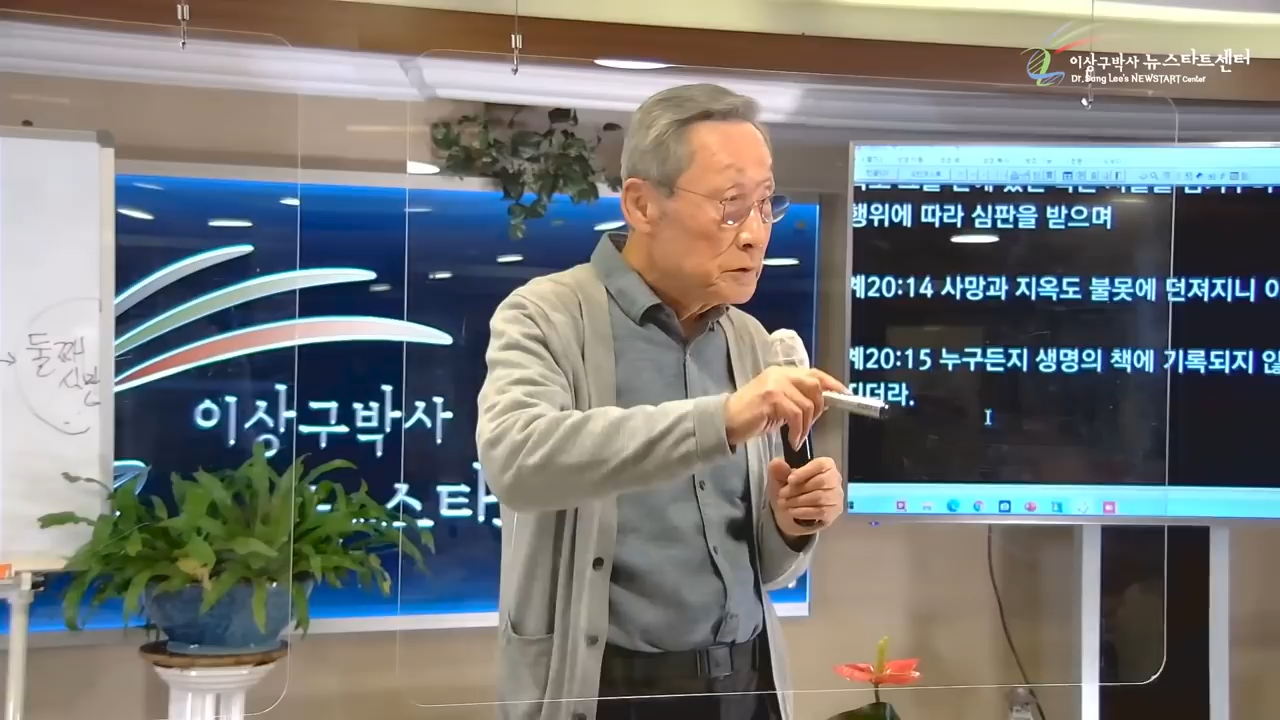 이상구박사 뉴스타트센터
Dr. Sang Lee's NEWSTART Center
행위에 따라 심판을 받으며
계20:14 사망과 지옥도 불못에 던져지니
계20:15 누구든지 생명의 책에 기록되지
지더라.
둘째
이상구박사
스타